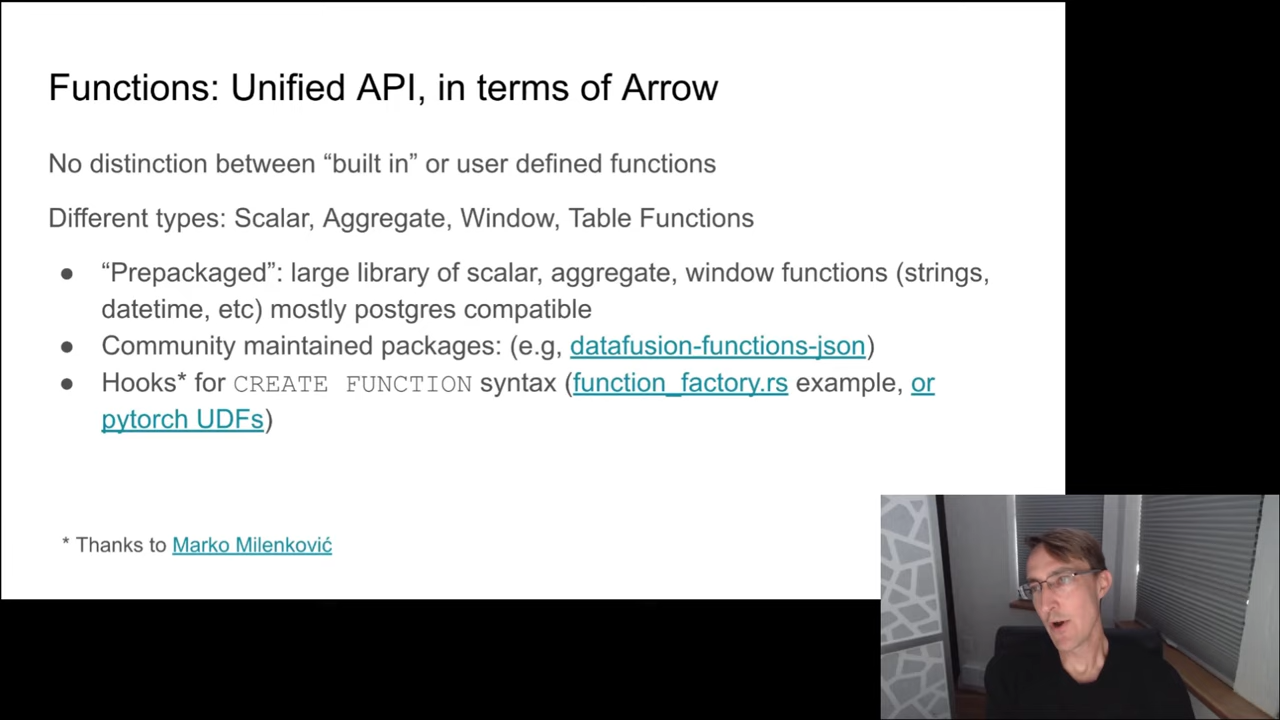 Functions: Unified API, in terms of Arrow
No distinction between “built in” or user defined functions
Different types: Scalar, Aggregate, Window, Table Functions
● “Prepackaged”: large library of scalar, aggregate, window functions (strings,
datetime, etc) mostly postgres compatible
● Community maintained packages: (e.g, datafusion-functions-json)
● Hooks* for CREATE FUNCTION syntax (function_factory.rs example, or
pytorch UDFs)
* Thanks to Marko Milenković